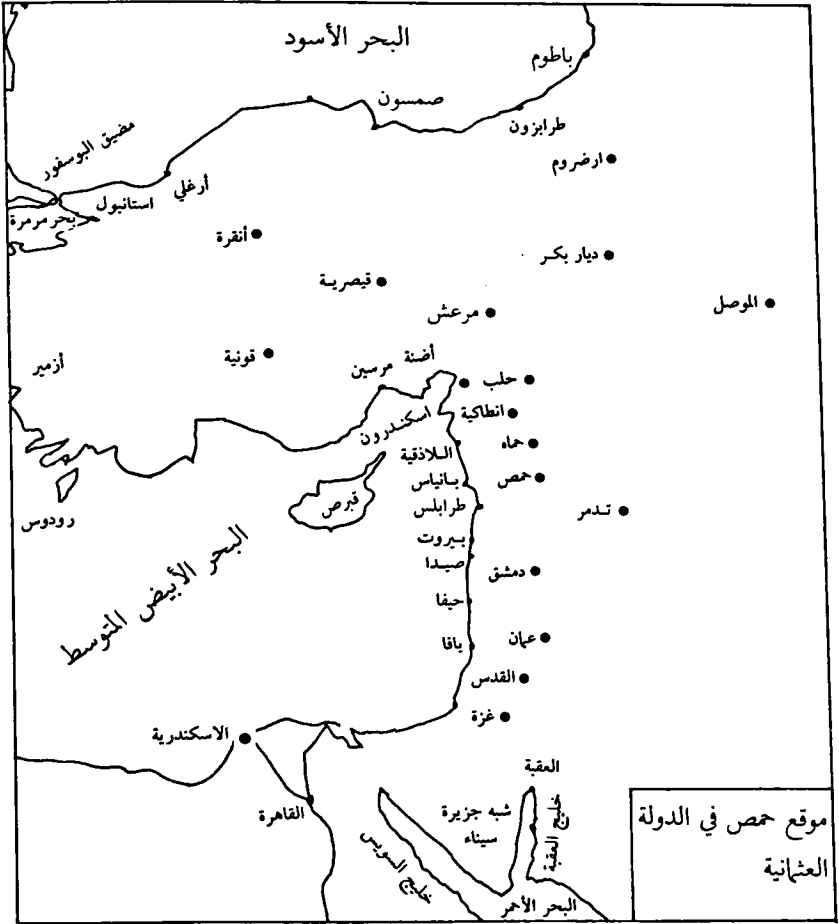 البحر الأسود
باطوم
صمسون
طرابزون
مضيق البوسفور
ارضروم
أرغلي
استانبول
بحر مرمرة
أنقرة
ديار بكر
قيصرية
الموصل
مرعش
أضنة
مرسين
قونية
أزمير
حلب
اسكندرون
انطاكية
حماه
اللاذقية
حمص
بانياس
قبرص
طرابلس
تدمر
رودوس
بيروت
البحر الأبيض المتوسط
صيدا
دمشق
حيفا
عمان
يافا
القدس
غزة
الاسكندرية
العقبة
القاهرة
شبه جزيرة
سيناء
خليج العقبة
خليج السويس
البحر الأحمر
موقع حمص في الدولة
العثمانية